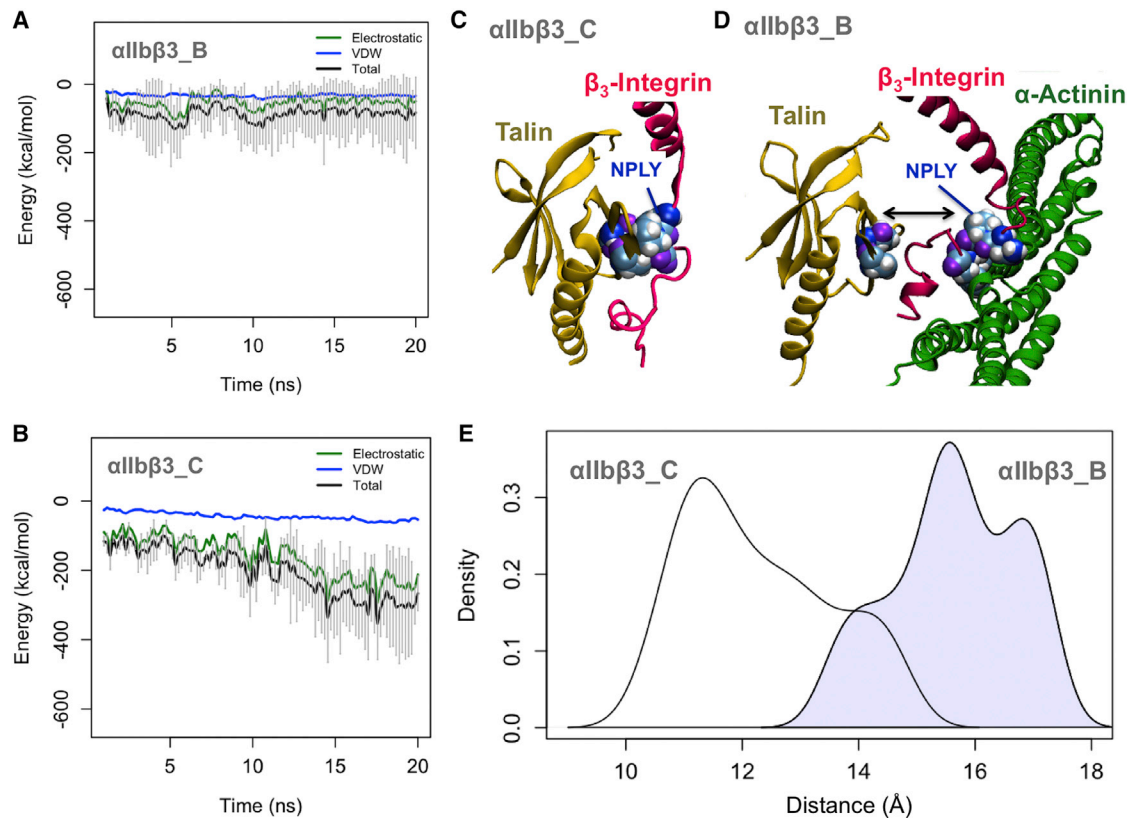 A
αIIbβ3_B
Electrostatic
VDW
Total
Energy (kcal/mol)
0
-200
-400
-600
5
10
15
20
Time (ns)
B
αIIbβ3_C
Electrostatic
VDW
Total
Energy (kcal/mol)
0
-200
-400
-600
5
10
15
20
Time (ns)
C
αIIbβ3_C
β3-Integrin
Talin
NPLY
D
αIIbβ3_B
β3-Integrin
α-Actinin
Talin
NPLY
E
αIIbβ3_C
αIIbβ3_B
Density
0.3
0.2
0.1
0.0
10
12
14
16
18
Distance (Å)